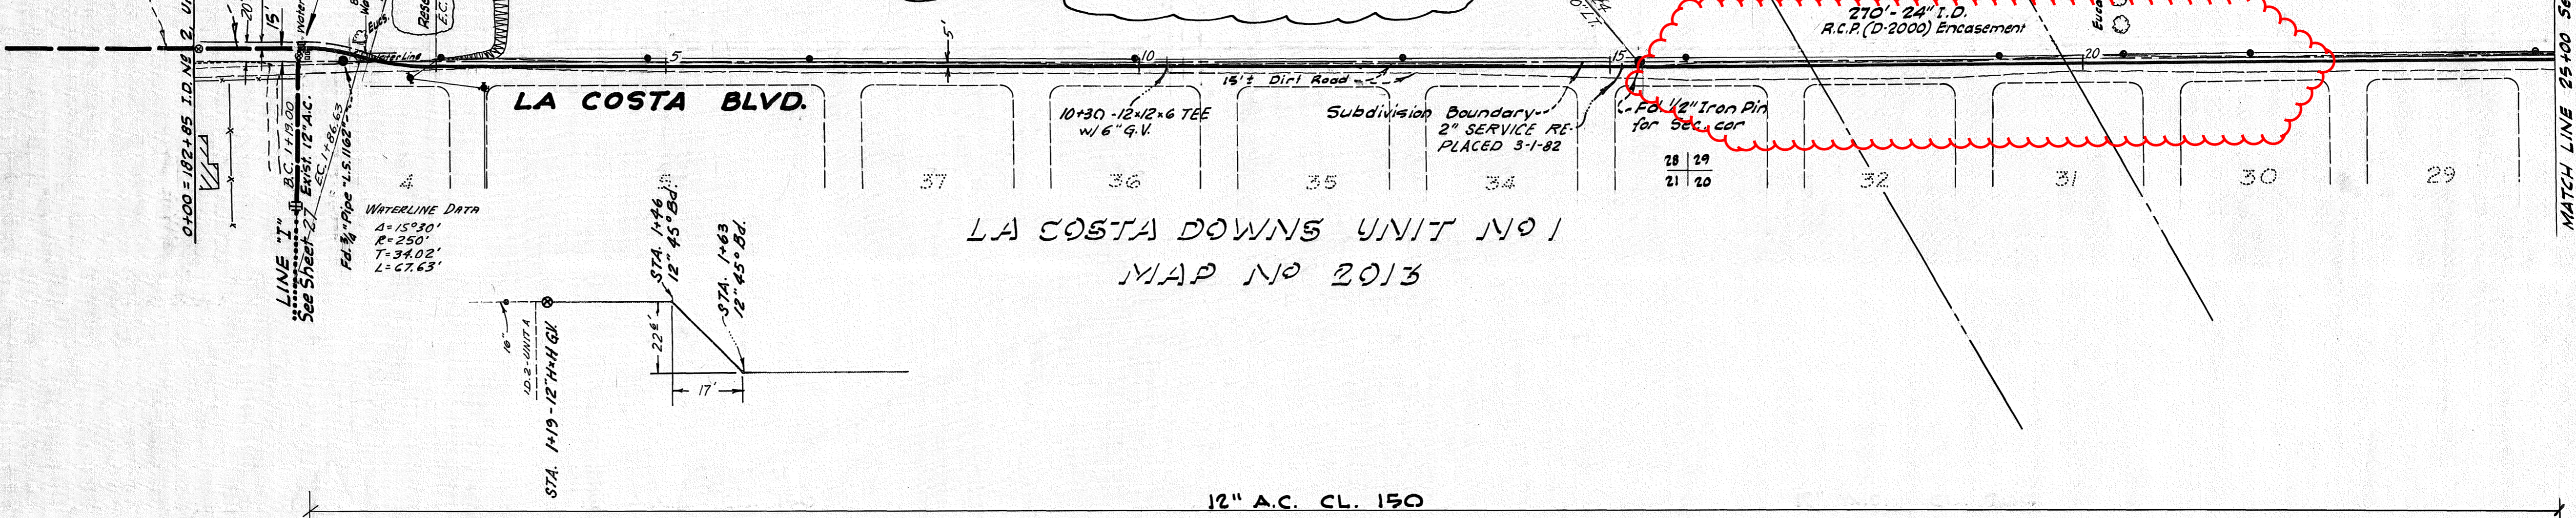 20'
15'
Water
Eucs.
E.C.
Water Line
5
5'
10
15
20
270'-24" I.D.
R.C.P. (D-2000) Encasement
15'± Dirt Road
LA COSTA BLVD.
10+30 -12x12x6 TEE
w/ 6" G.V.
Subdivision Boundary
2" SERVICE RE-
PLACED 3-1-82
Fd. 1/2" Iron Pin
for Sec. cor
28 | 29
21 | 20
0+00 = 182+85 I.D. Nº 2,
LINE "I"
See Sheet 27
B.C. 1+19.00
Exist. 12" A.C.
E.C. 1+86.63
Fd. 3/4" Pipe "L.S. 1162"
4
37
36
35
34
32
31
30
29
WATERLINE DATA
Δ=15°30'
R=250'
T=34.02'
L=67.63'
LA COSTA DOWNS UNIT Nº 1
MAP Nº 2013
STA. 1+46
12" 45° Bd.
STA. 1+63
12" 45° Bd.
16"
I.D. 2-UNIT A
STA. 1+19-12" HxH G.V.
17'
12" A.C. CL. 150
MATCH LINE 25+00